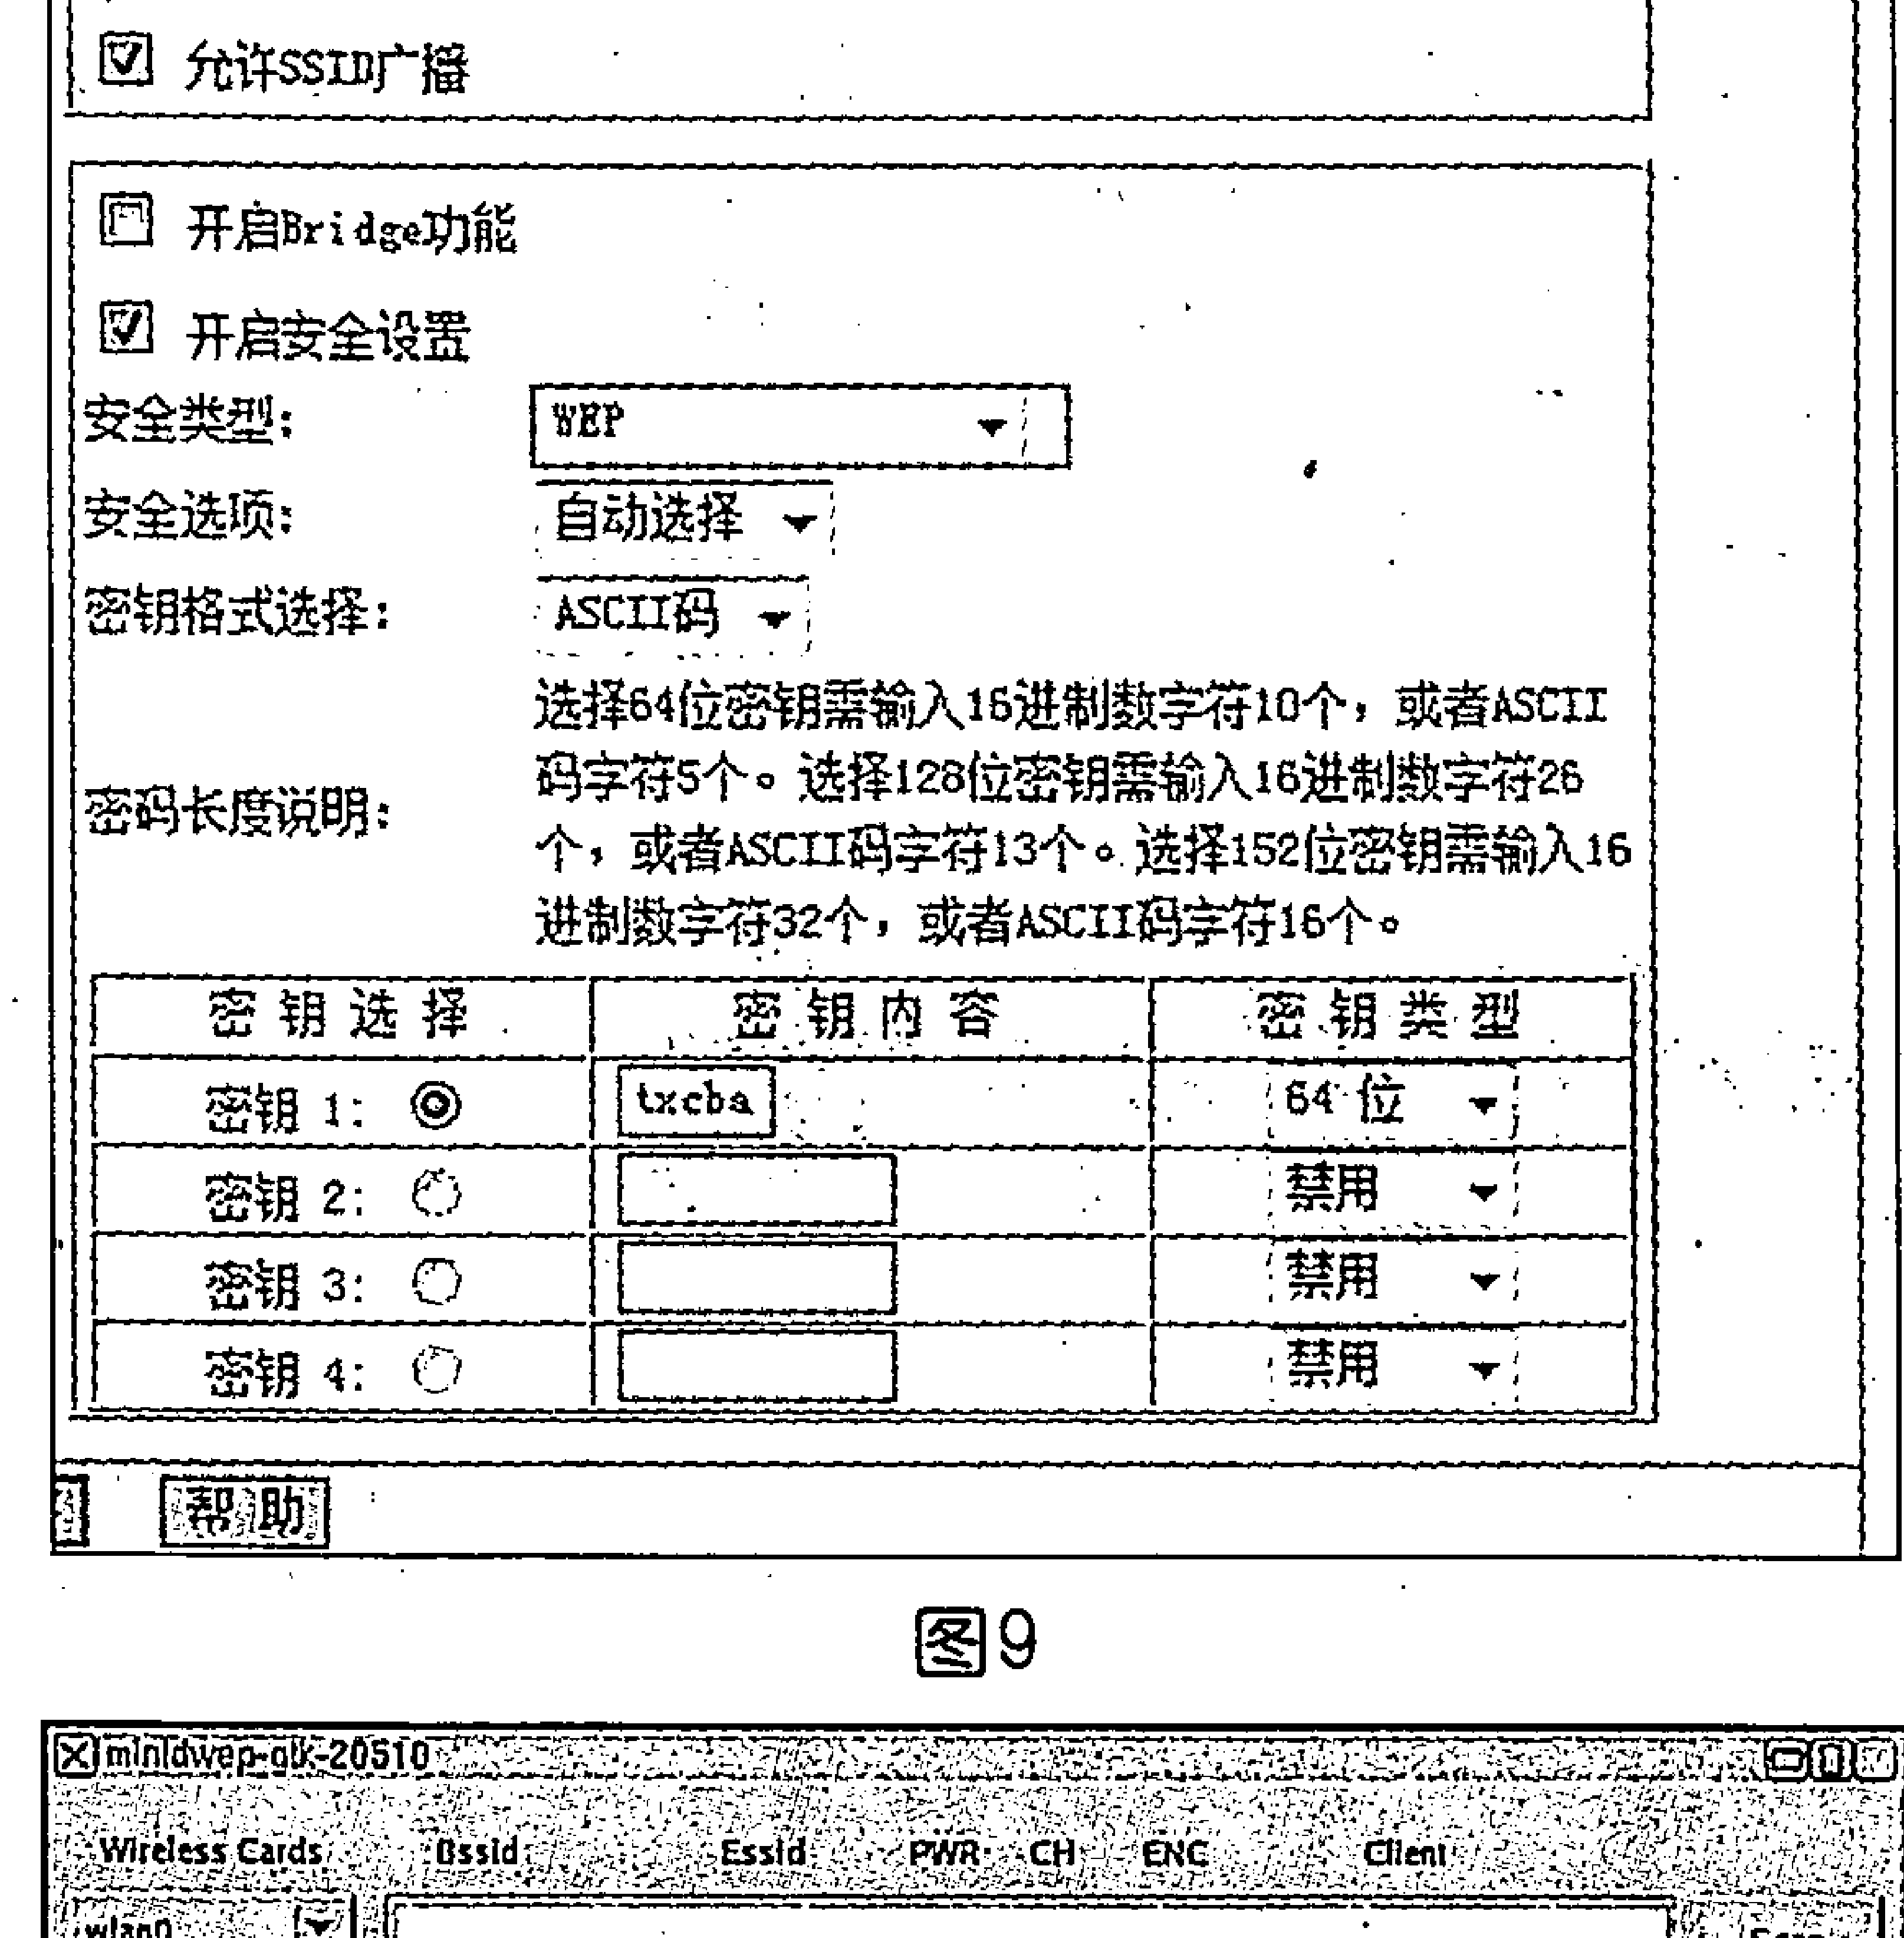 允许SSID广播
开启Bridge功能
开启安全设置
安全类型: WEP
安全选项: 自动选择
密钥格式选择: ASCII码
密码长度说明:
选择64位密钥需输入16进制数字符10个，或者ASCII
码字符5个。选择128位密钥需输入16进制数字符26
个，或者ASCII码字符13个。选择152位密钥需输入16
进制数字符32个，或者ASCII码字符16个。
密钥选择 密钥内容 密钥类型
密钥 1: txcba 64 位
密钥 2: 禁用
密钥 3: 禁用
密钥 4: 禁用
帮助
图9
minidwep-gtk-20510
Wireless Cards Bssid Essid PWR CH ENC Client
wlan0 Scan